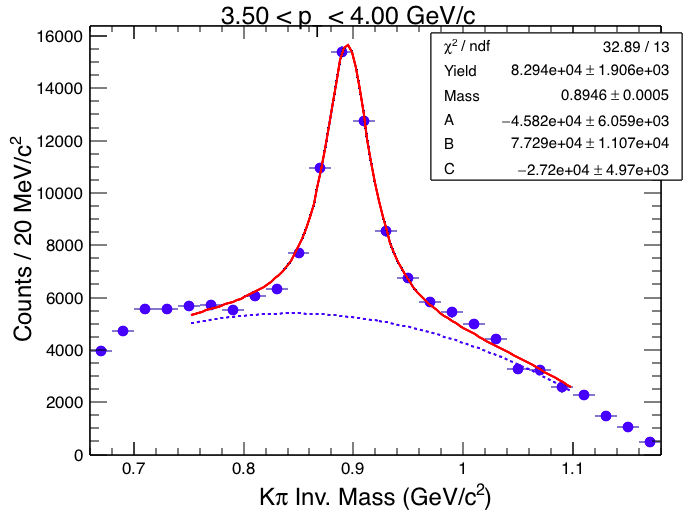 3.50 < p < 4.00 GeV/c
χ² / ndf 32.89 / 13
Yield 8.294e+04 ± 1.906e+03
Mass 0.8946 ± 0.0005
A −4.582e+04 ± 6.059e+03
B 7.729e+04 ± 1.107e+04
C −2.72e+04 ± 4.97e+03
Counts / 20 MeV/c²
16000
14000
12000
10000
8000
6000
4000
2000
0
0.7 0.8 0.9 1 1.1
Kπ Inv. Mass (GeV/c²)